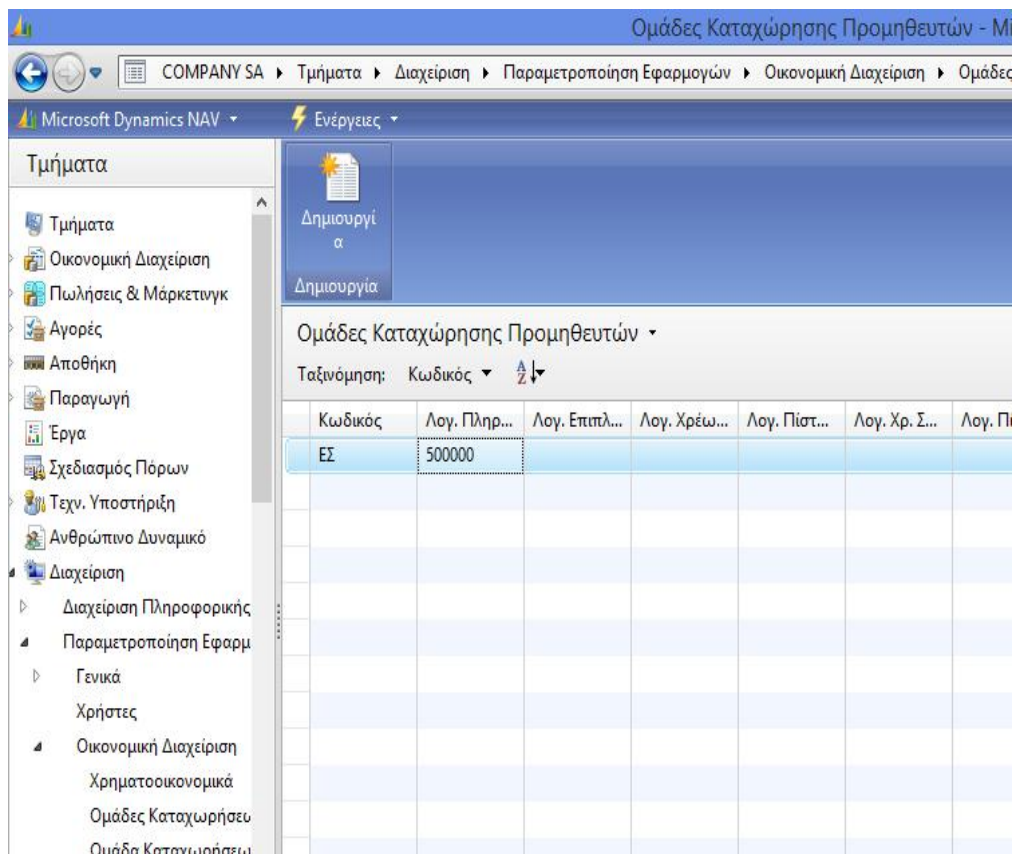 Ομάδες Καταχώρησης Προμηθευτών - Mi
COMPANY SA ▸ Τμήματα ▸ Διαχείριση ▸ Παραμετροποίηση Εφαρμογών ▸ Οικονομική Διαχείριση ▸ Ομάδες
Microsoft Dynamics NAV
Ενέργειες
Τμήματα
Τμήματα
Οικονομική Διαχείριση
Πωλήσεις & Μάρκετινγκ
Αγορές
Αποθήκη
Παραγωγή
Έργα
Σχεδιασμός Πόρων
Τεχν. Υποστήριξη
Ανθρώπινο Δυναμικό
Διαχείριση
Διαχείριση Πληροφορικής
Παραμετροποίηση Εφαρμ
Γενικά
Χρήστες
Οικονομική Διαχείριση
Χρηματοοικονομικά
Ομάδες Καταχωρήσεω
Ομάδα Καταχωρήσεω
Δημιουργί
α
Δημιουργία
Ομάδες Καταχώρησης Προμηθευτών
Ταξινόμηση: Κωδικός
Κωδικός Λογ. Πληρ... Λογ. Επιπλ... Λογ. Χρέω... Λογ. Πίστ... Λογ. Χρ. Σ... Λογ. Πί
ΕΣ 500000